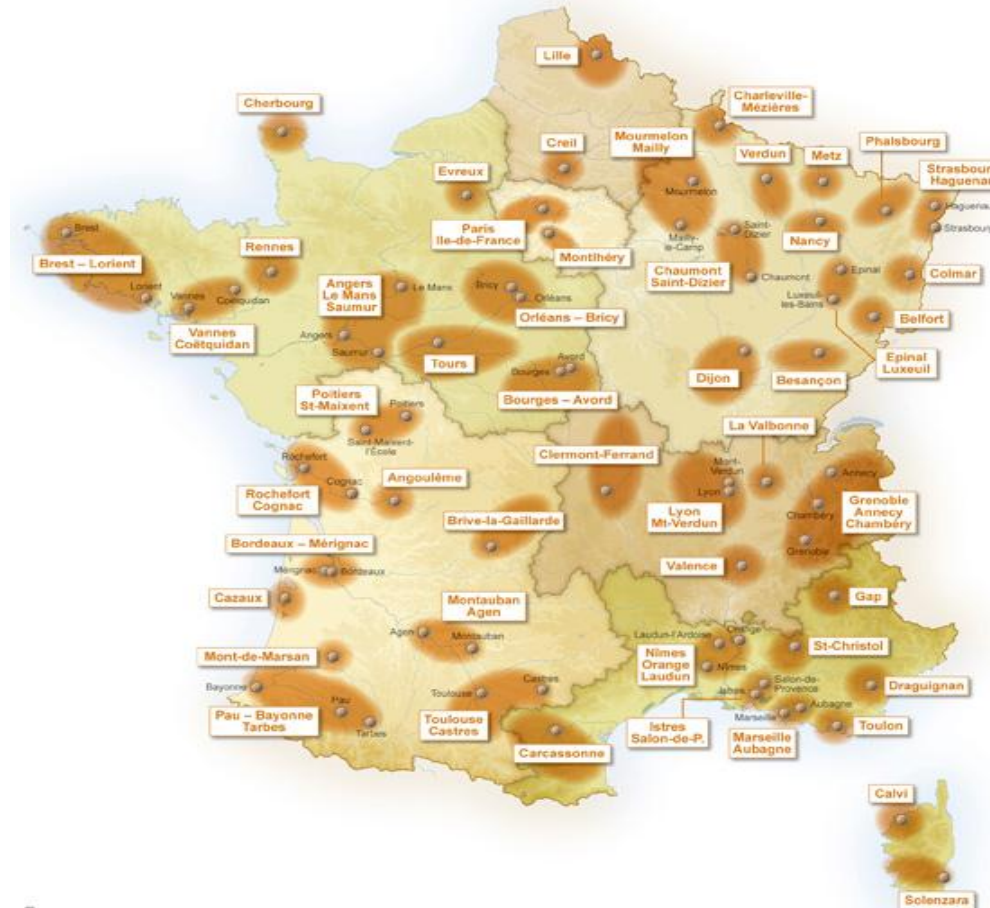 Lille
Cherbourg
Charleville-
Mézières
Creil
Mourmelon
Mailly
Mourmelon
Mailly-
le-Camp
Verdun
Metz
Phalsbourg
Strasbour
Haguenau
Haguenau
Strasbourg
Evreux
Paris
Ile-de-France
Montlhéry
Saint-
Dizier
Chaumont
Chaumont
Saint-Dizier
Nancy
Epinal
Luxeuil-
les-Bains
Colmar
Belfort
Epinal
Luxeuil
Brest
Brest – Lorient
Lorient
Rennes
Vannes
Coëtquidan
Vannes
Coëtquidan
Angers
Le Mans
Saumur
Le Mans
Angers
Saumur
Bricy
Orléans
Orléans – Bricy
Tours
Avord
Bourges
Bourges – Avord
Dijon
Besançon
Poitiers
St-Maixent
Poitiers
Saint-Maixent-
l'École
Rochefort
Cognac
Rochefort
Cognac
Angoulême
Clermont-Ferrand
La Valbonne
Mont-
Verdun
Lyon
Lyon
Mt-Verdun
Annecy
Chambéry
Grenoble
Grenoble
Annecy
Chambéry
Brive-la-Gaillarde
Bordeaux – Mérignac
Mérignac
Bordeaux
Valence
Cazaux
Gap
Montauban
Agen
Agen
Montauban
Mont-de-Marsan
Laudun-l'Ardoise
Orange
Nîmes
Nîmes
Orange
Laudun
St-Christol
Bayonne
Pau
Tarbes
Pau – Bayonne
Tarbes
Toulouse
Castres
Toulouse
Castres
Carcassonne
Salon-de-
Provence
Istres
Istres
Salon-de-P.
Aubagne
Marseille
Marseille
Aubagne
Draguignan
Toulon
Calvi
Solenzara